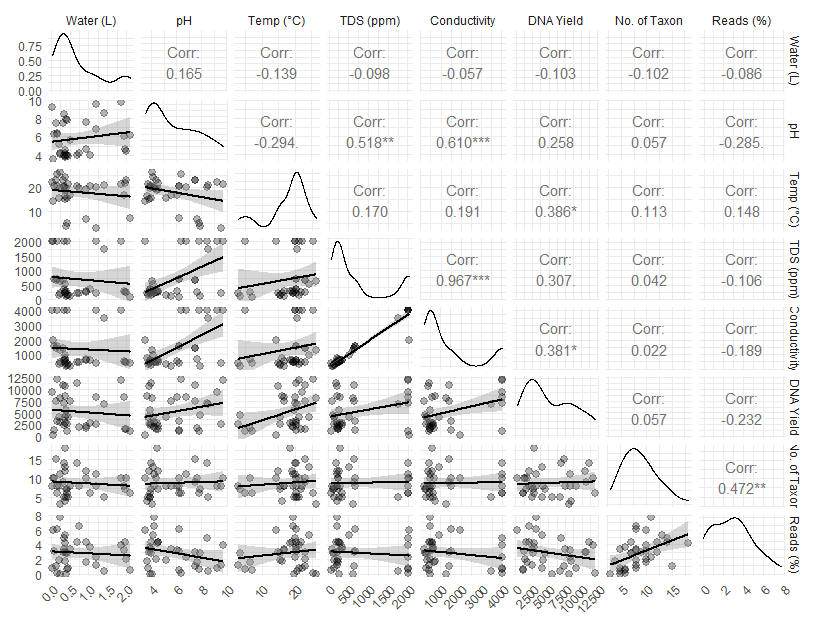 Water (L) pH Temp (°C) TDS (ppm) Conductivity DNA Yield No. of Taxon Reads (%)
0.75 Corr: Corr: Corr: Corr: Corr: Corr: Corr: Water (L)
0.50
0.25 0.165 -0.139 -0.098 -0.057 -0.103 -0.102 -0.086
0.00
10 Corr: Corr: Corr: Corr: Corr: Corr: pH
8
6 -0.294. 0.518** 0.610*** 0.258 0.057 -0.285.
4
20 Corr: Corr: Corr: Corr: Corr: Temp (°C)
10 0.170 0.191 0.386* 0.113 0.148
2000 Corr: Corr: Corr: Corr: TDS (ppm)
1500
1000
500 0.967*** 0.307. 0.042 -0.106
0
4000 Corr: Corr: Corr: Conductivity
3000
2000 0.381* 0.022 -0.189
1000
12500 Corr: Corr: DNA Yield
10000
7500
5000 0.057 -0.232
2500
0
15 Corr: No. of Taxon
10 0.472**
5
8 Reads (%)
6
4
2
0
0.0 0.5 1.0 1.5 2.0 4 6 8 10 10 20 0 500 1000 1500 2000 1000 2000 3000 4000 0 2500 5000 7500 10000 12500 5 10 15 0 2 4 6 8